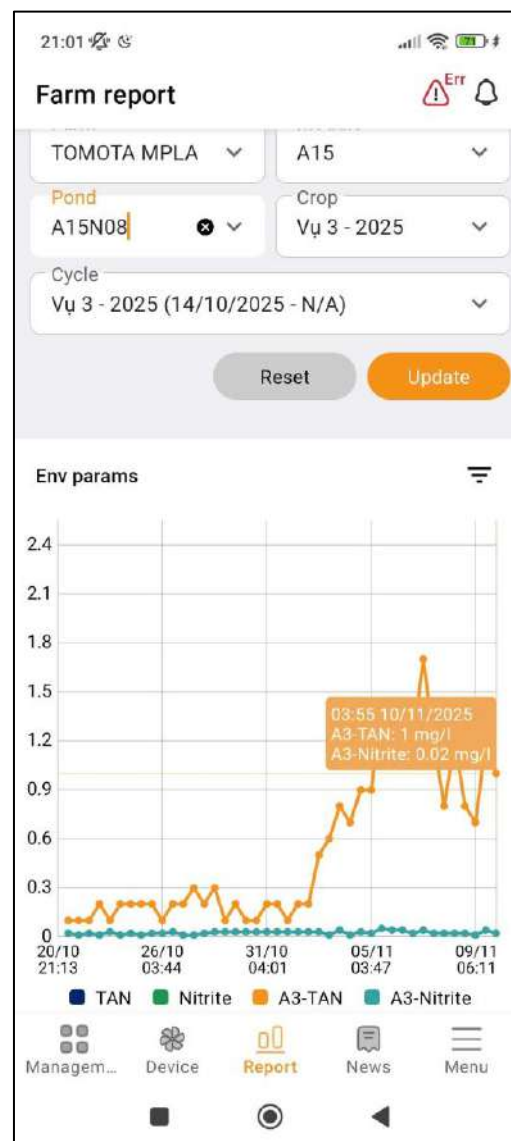 21:01
71
Farm report
Err
TOMOTA MPLA
A15
Pond
A15N08
Crop
Vụ 3 - 2025
Cycle
Vụ 3 - 2025 (14/10/2025 - N/A)
Reset
Update
Env params
2.4
2.1
1.8
1.5
1.2
0.9
0.6
0.3
0
03:55 10/11/2025
A3-TAN: 1 mg/l
A3-Nitrite: 0.02 mg/l
20/10 26/10 31/10 05/11 09/11
21:13 03:44 04:01 03:47 06:11
TAN Nitrite A3-TAN A3-Nitrite
Managem... Device Report News Menu